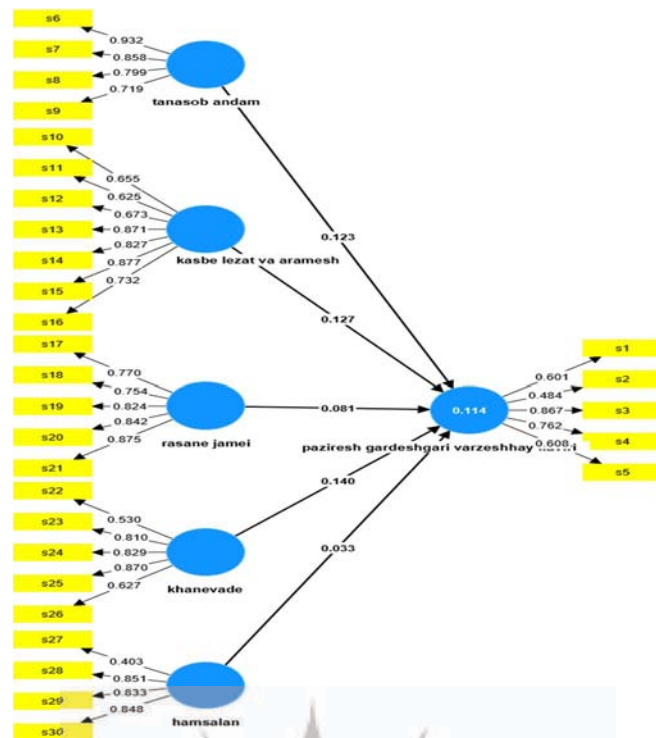 s6
s7
s8
s9
0.932
0.858
0.799
0.719
tanasob andam
s10
s11
s12
s13
s14
s15
s16
0.655
0.625
0.673
0.871
0.827
0.877
0.732
kasbe lezat va aramesh
s17
s18
s19
s20
s21
0.770
0.754
0.824
0.842
0.875
rasane jamei
s22
s23
s24
s25
s26
0.530
0.810
0.829
0.870
0.627
khanevade
s27
s28
s29
s30
0.403
0.851
0.833
0.848
hamsalan
0.123
0.127
0.081
0.140
0.033
0.114
paziresh gardeshgari varzeshhay
0.601
0.484
0.867
0.762
0.608
s1
s2
s3
s4
s5